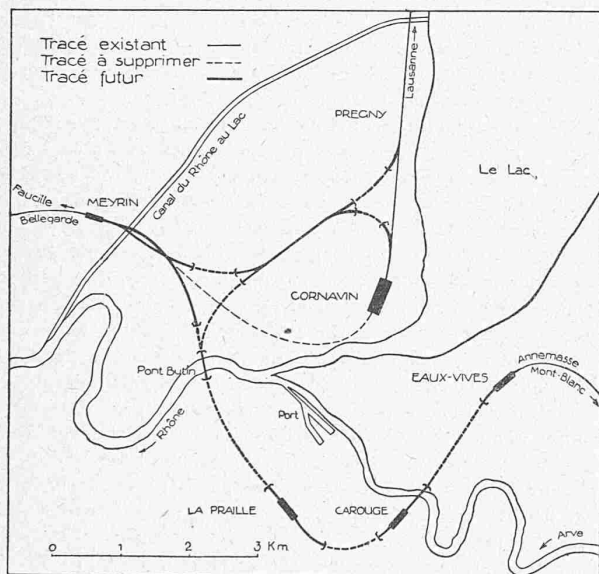 Tracé existant
Tracé à supprimer
Tracé futur
Lausanne
PREGNY
Canal du Rhône au Lac
Le Lac
Faucille
MEYRIN
Bellegarde
CORNAVIN
Pont Butin
EAUX-VIVES
Annemasse
Mont-Blanc
Port
Rhône
LA PRAILLE
CAROUGE
Arve
0 1 2 3 Km